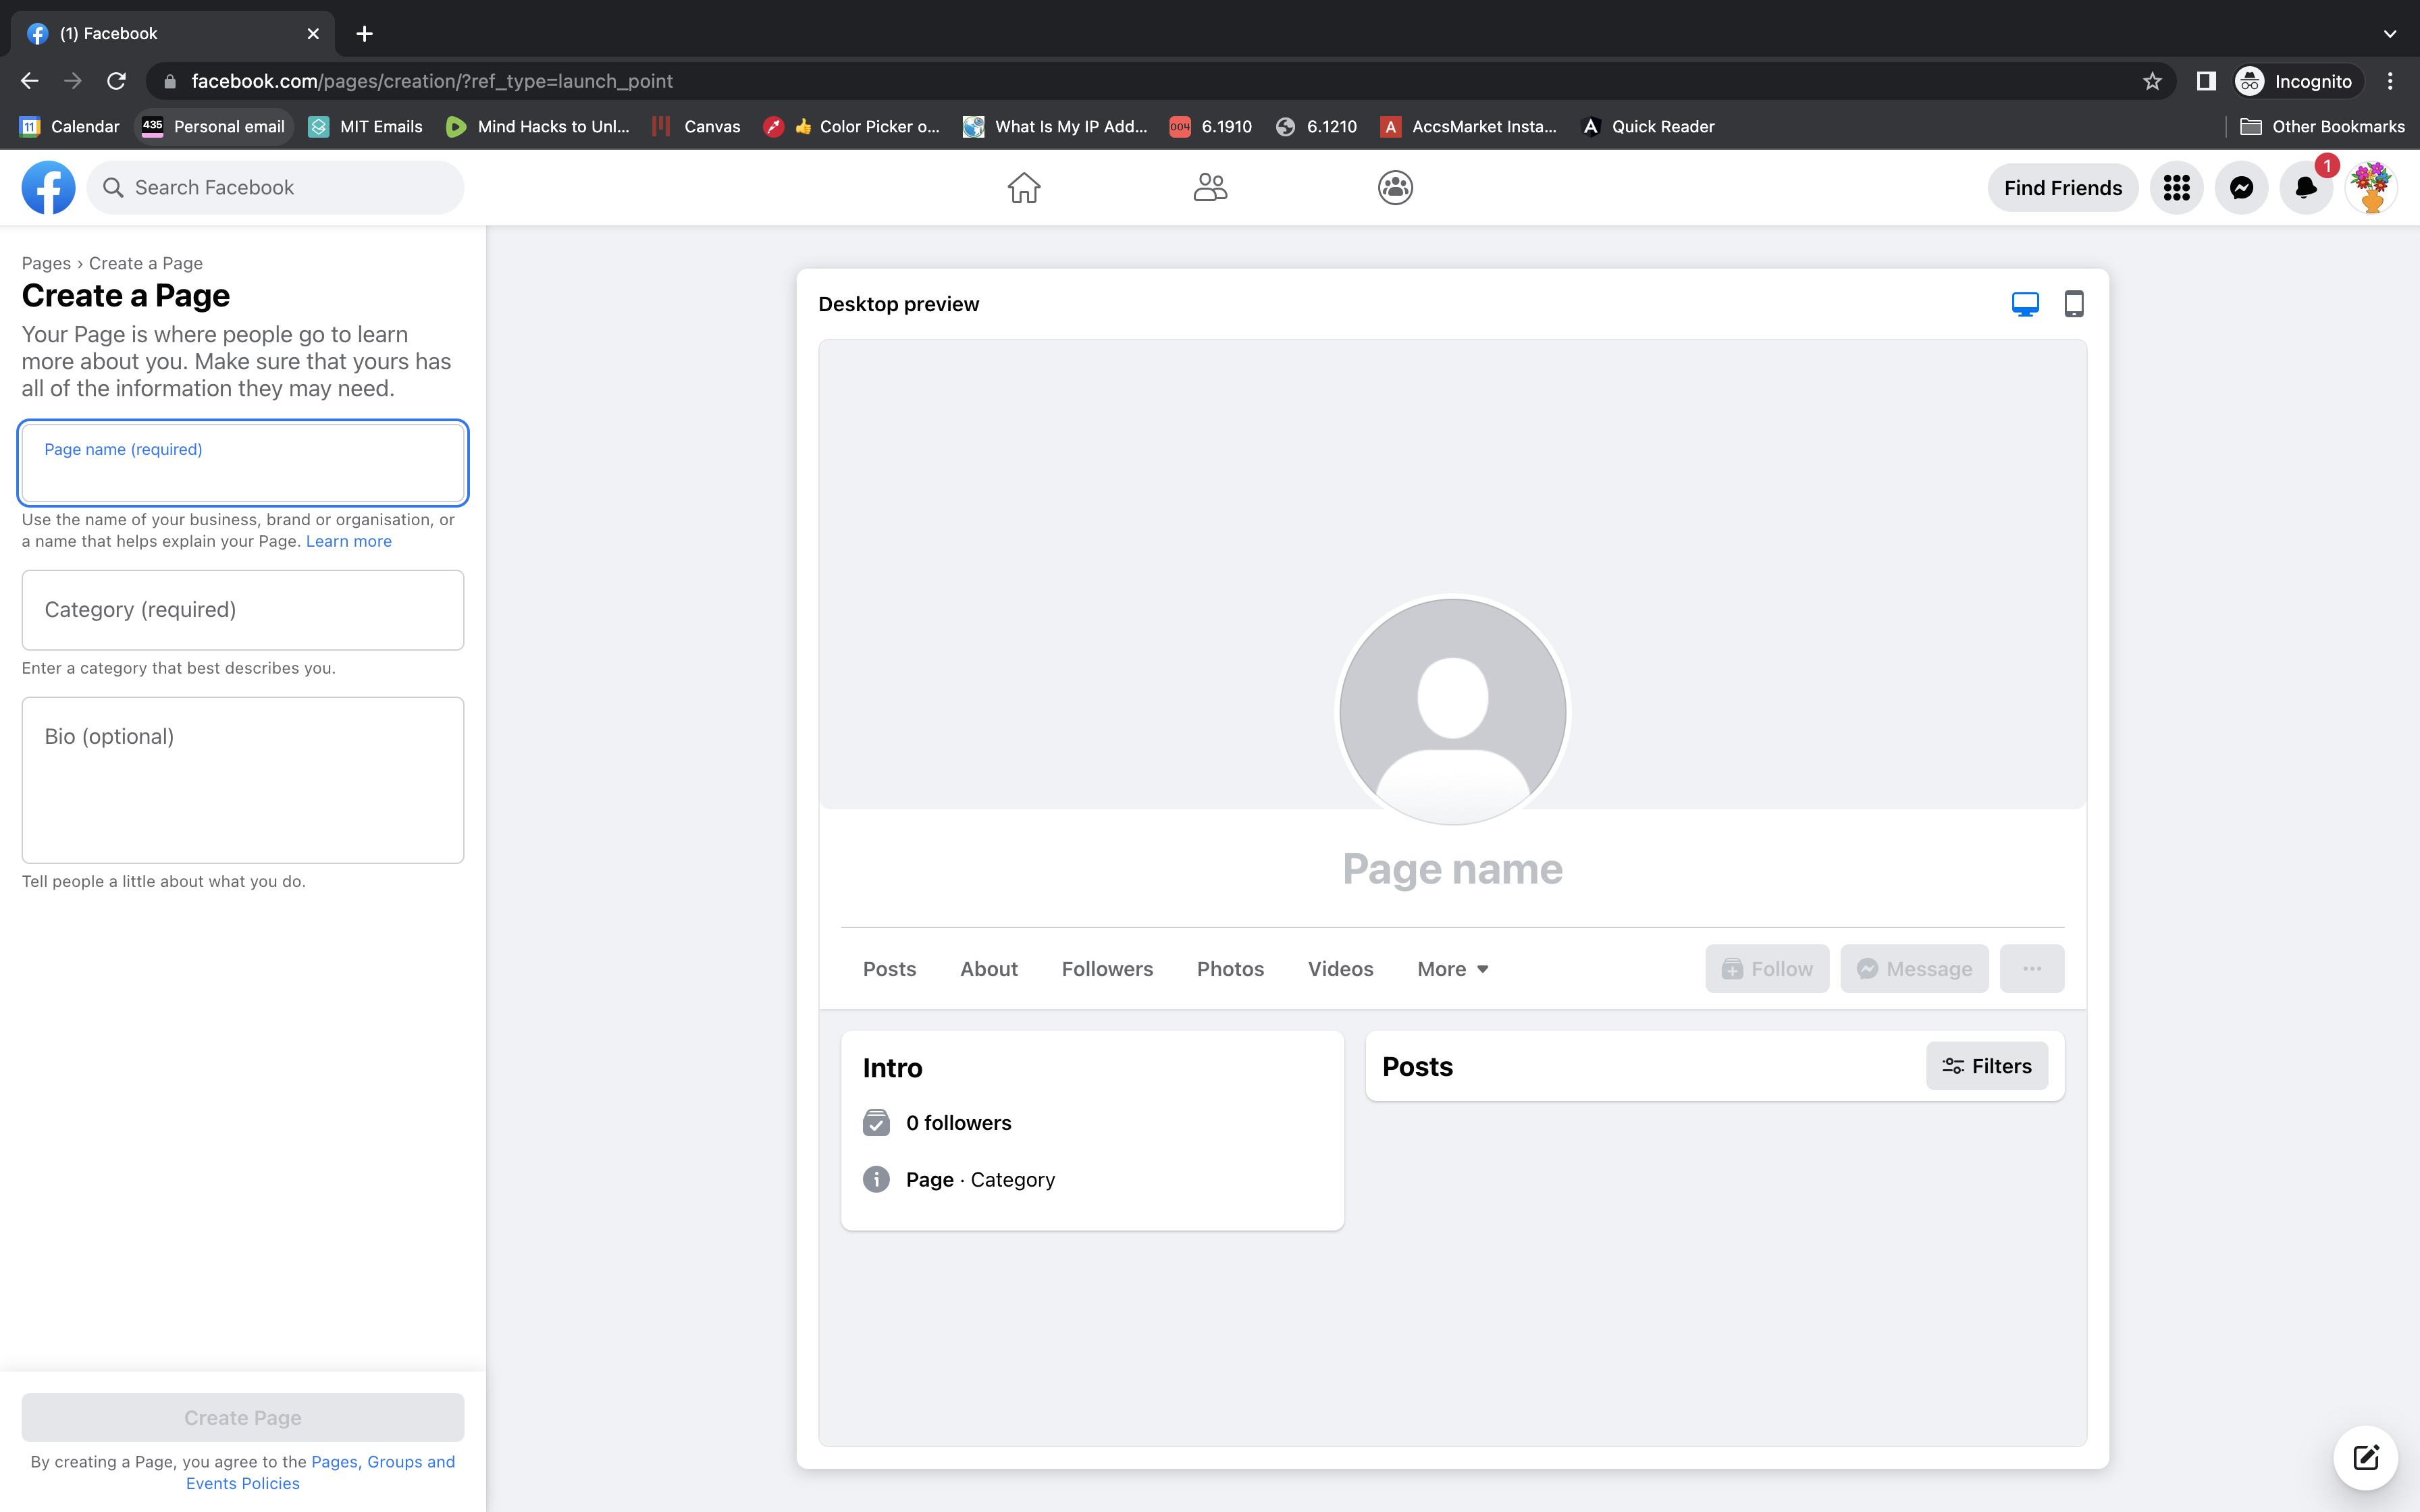 (1) Facebook
facebook.com/pages/creation/?ref_type=launch_point
Incognito
11 Calendar
435 Personal email
MIT Emails
Mind Hacks to Unl...
Canvas
👍 Color Picker o...
What Is My IP Add...
004 6.1910
6.1210
A AccsMarket Insta...
A Quick Reader
Other Bookmarks
Search Facebook
Find Friends
1
Pages › Create a Page
Create a Page
Your Page is where people go to learn
more about you. Make sure that yours has
all of the information they may need.
Page name (required)
Use the name of your business, brand or organisation, or
a name that helps explain your Page. Learn more
Category (required)
Enter a category that best describes you.
Bio (optional)
Tell people a little about what you do.
Create Page
By creating a Page, you agree to the Pages, Groups and
Events Policies
Desktop preview
Page name
Posts
About
Followers
Photos
Videos
More
Follow
Message
Intro
0 followers
Page · Category
Posts
Filters